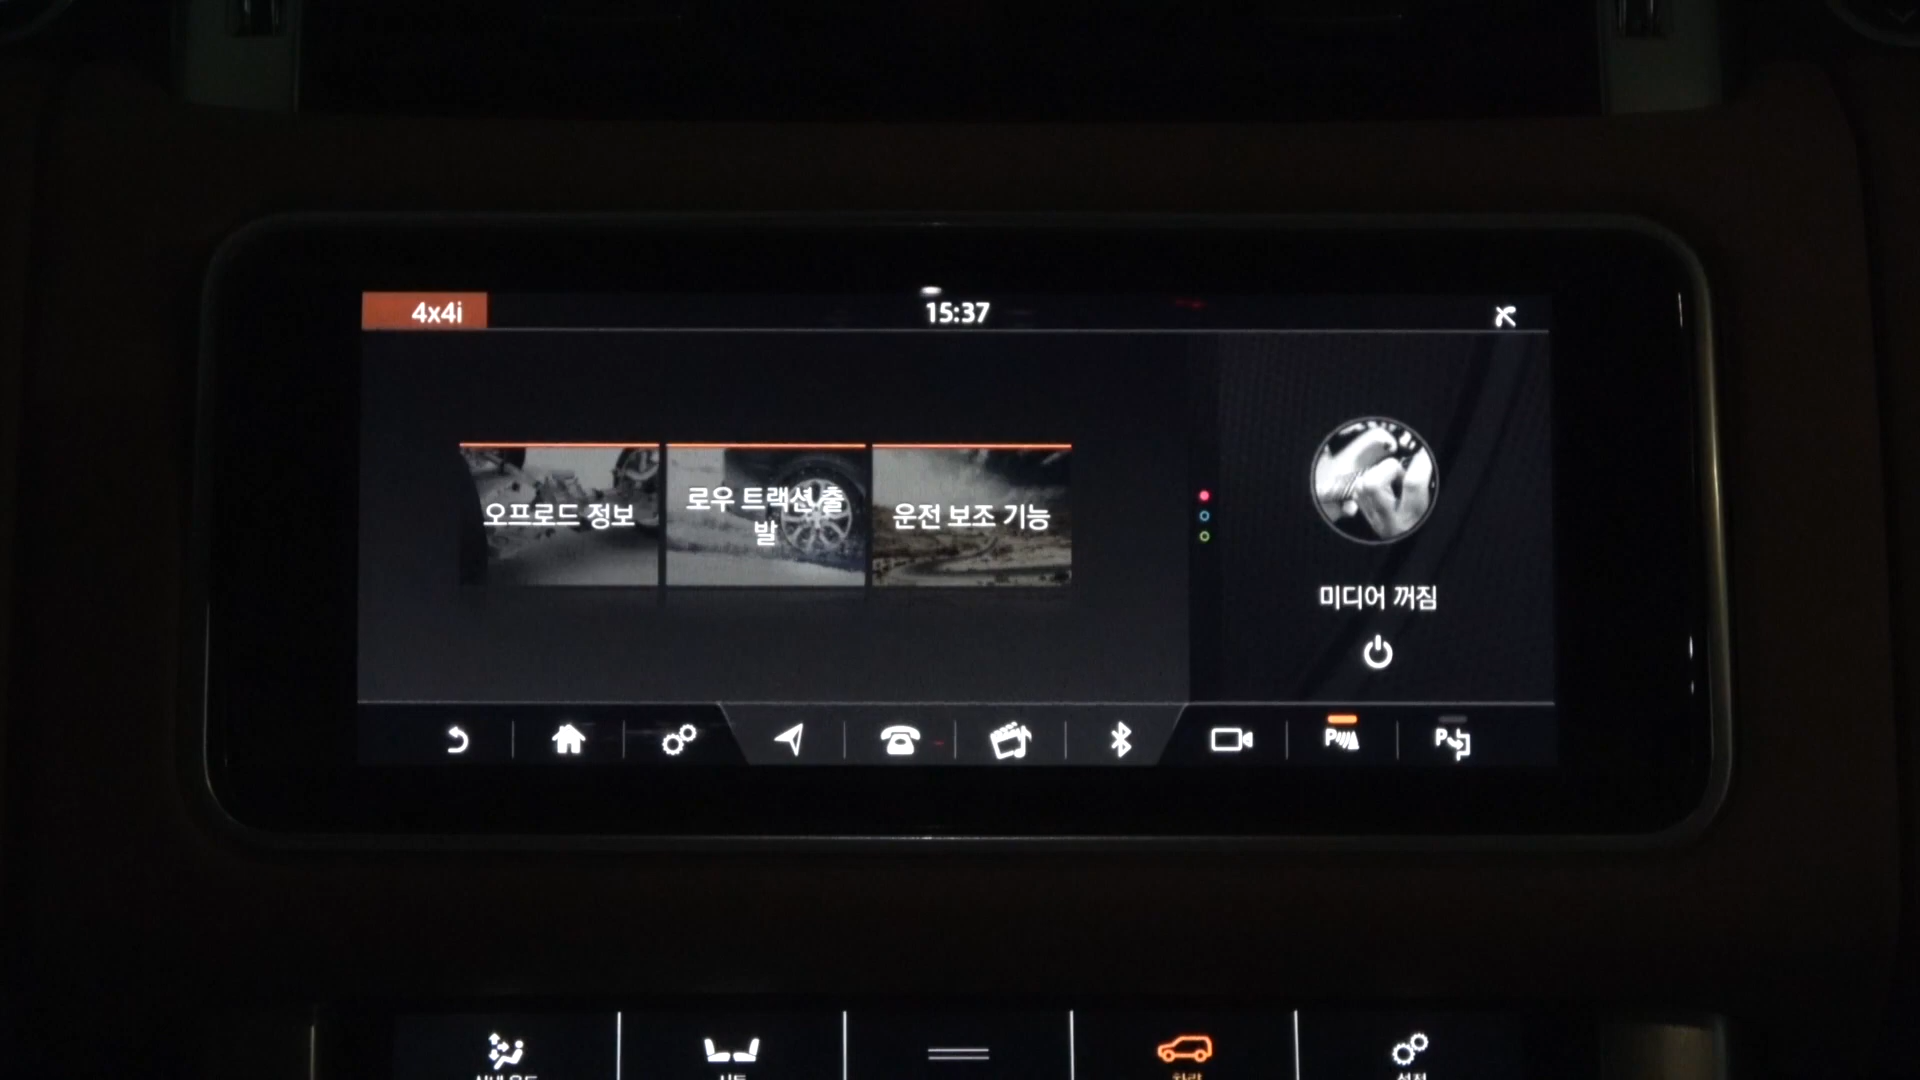 4x4i
15:37
오프로드 정보
로우 트랙션 출
발
운전 보조 기능
미디어 꺼짐